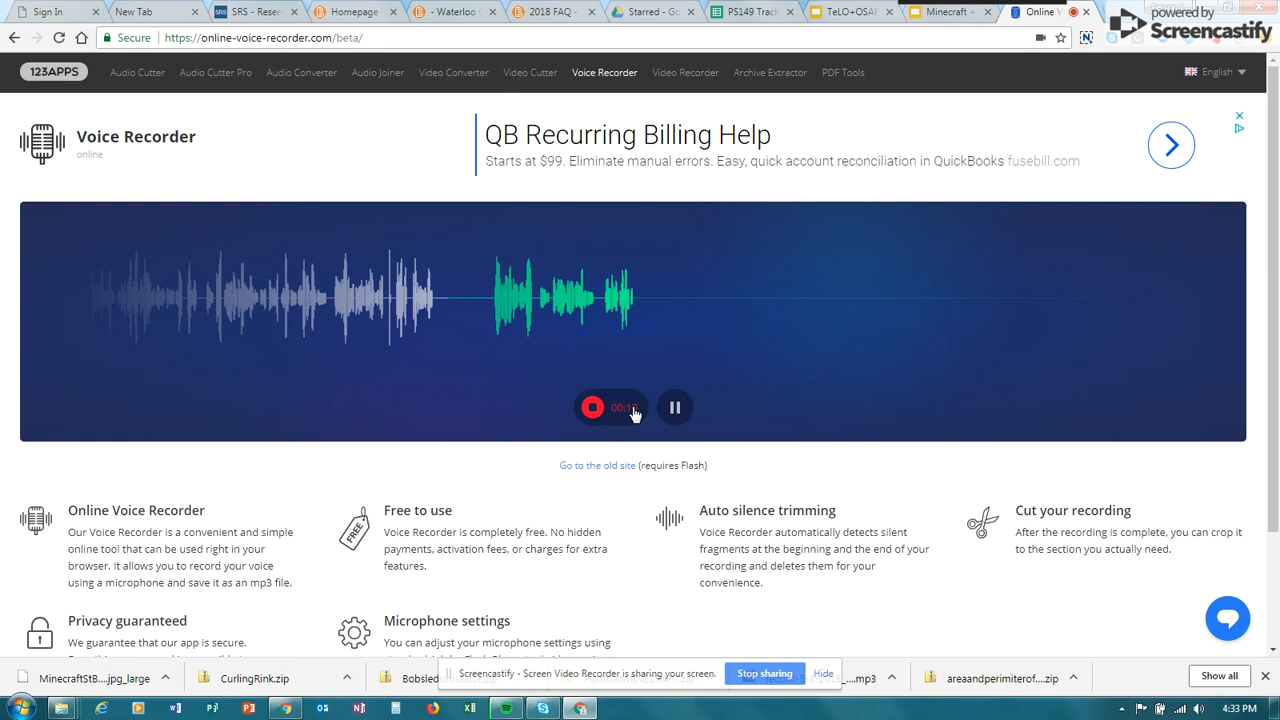 Sign In
New Tab
SRS - Reser
Homepage
- Waterloo
2018 FAQ -
Starred - Go
PS149 Track
TeLO+OSAP
Minecraft +
Online V
powered by
Screencastify
Secure
https://online-voice-recorder.com/beta/
123APPS
Audio Cutter
Audio Cutter Pro
Audio Converter
Audio Joiner
Video Converter
Video Cutter
Voice Recorder
Video Recorder
Archive Extractor
PDF Tools
English
Voice Recorder
online
QB Recurring Billing Help
Starts at $99. Eliminate manual errors. Easy, quick account reconciliation in QuickBooks fusebill.com
Go to the old site (requires Flash)
Online Voice Recorder
Our Voice Recorder is a convenient and simple
online tool that can be used right in your
browser. It allows you to record your voice
using a microphone and save it as an mp3 file.
Free to use
Voice Recorder is completely free. No hidden
payments, activation fees, or charges for extra
features.
Auto silence trimming
Voice Recorder automatically detects silent
fragments at the beginning and the end of your
recording and deletes them for your
convenience.
Cut your recording
After the recording is complete, you can crop it
to the section you actually need.
Privacy guaranteed
We guarantee that our app is secure.
Microphone settings
You can adjust your microphone settings using
MinecraftStB....jpg_large
CurlingRink.zip
Bobsled
Screencastify - Screen Video Recorder is sharing your screen.
Stop sharing
Hide
....mp3
areaandperimeterof....zip
Show all
4:33 PM